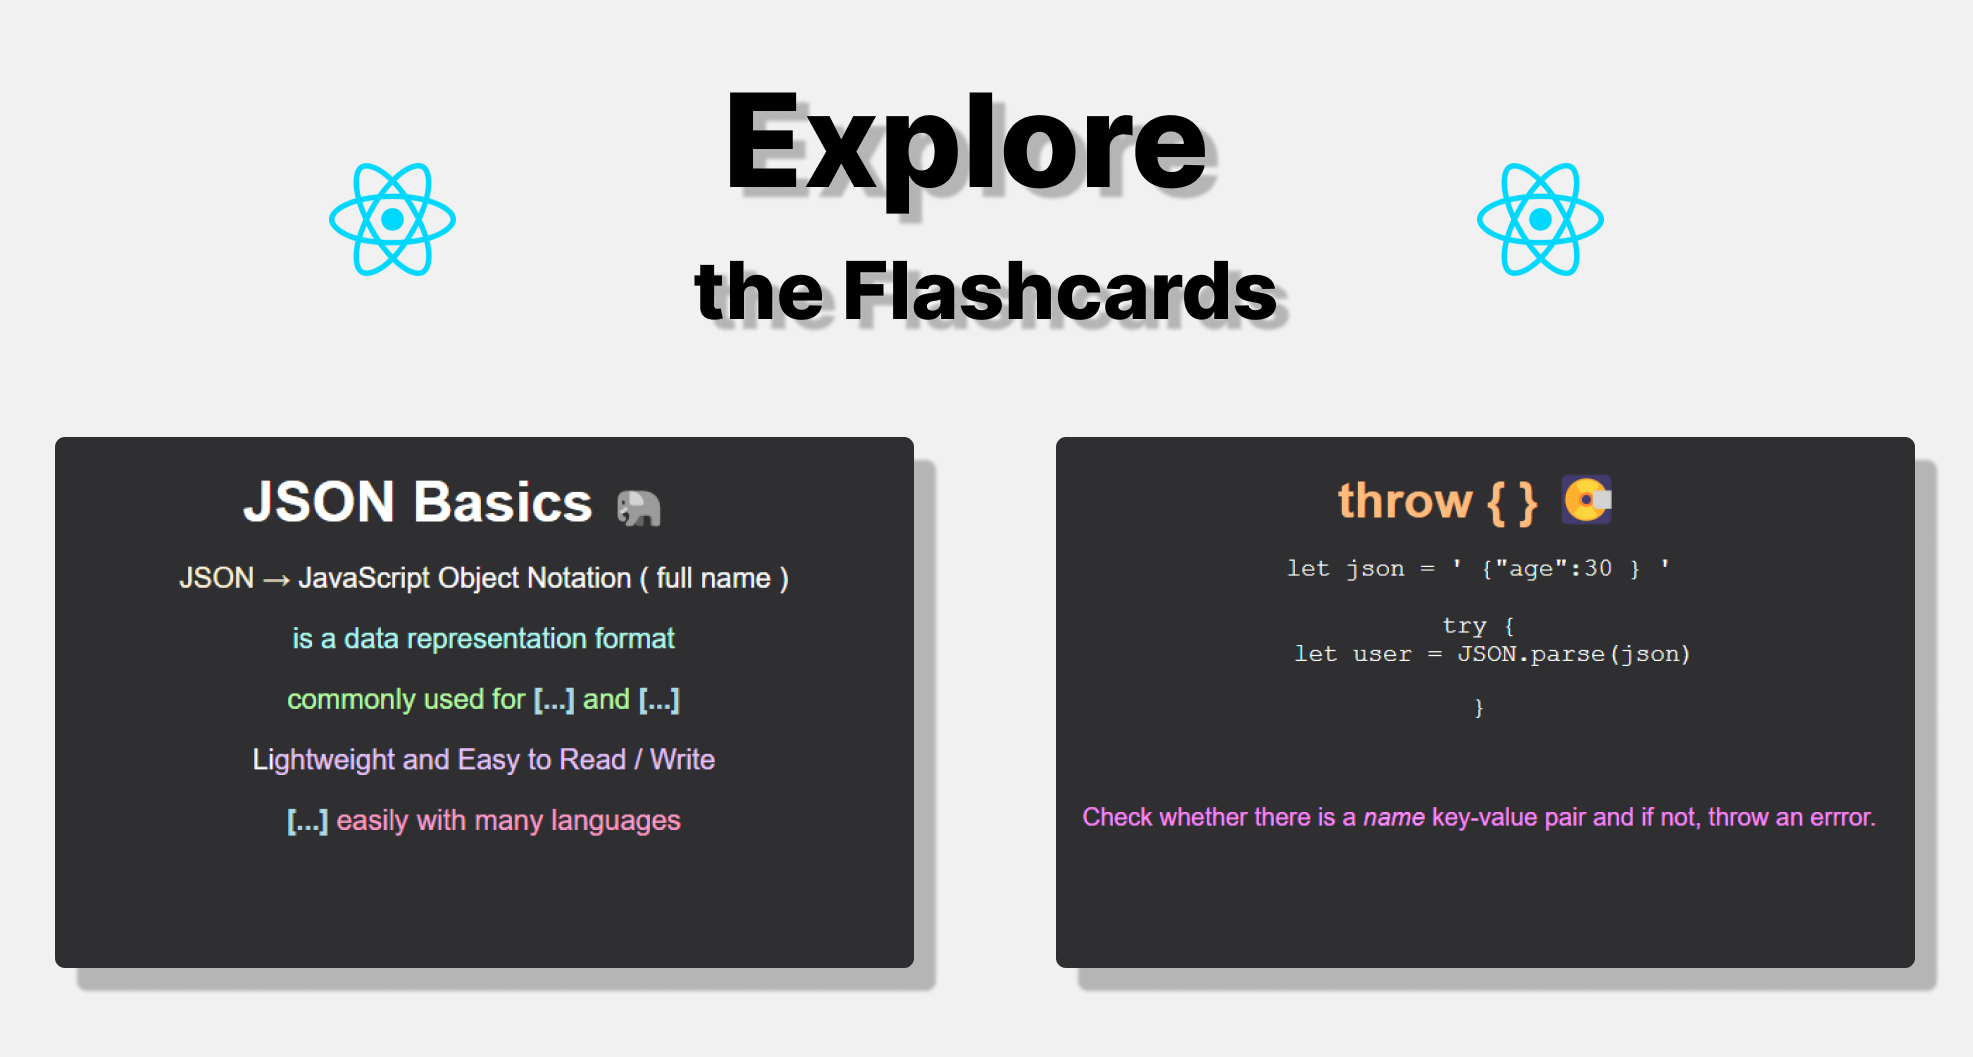 Explore
the Flashcards
JSON Basics
JSON → JavaScript Object Notation ( full name )
is a data representation format
commonly used for [...] and [...]
Lightweight and Easy to Read / Write
[...] easily with many languages
throw { }
let json = ' {"age":30 } '
try {
let user = JSON.parse(json)
}
Check whether there is a name key-value pair and if not, throw an errror.